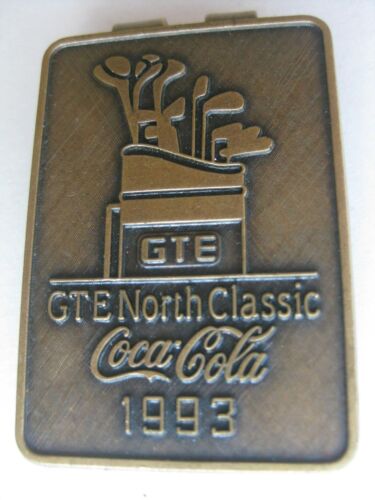 GTE
GTE North Classic
Coca-Cola
1993